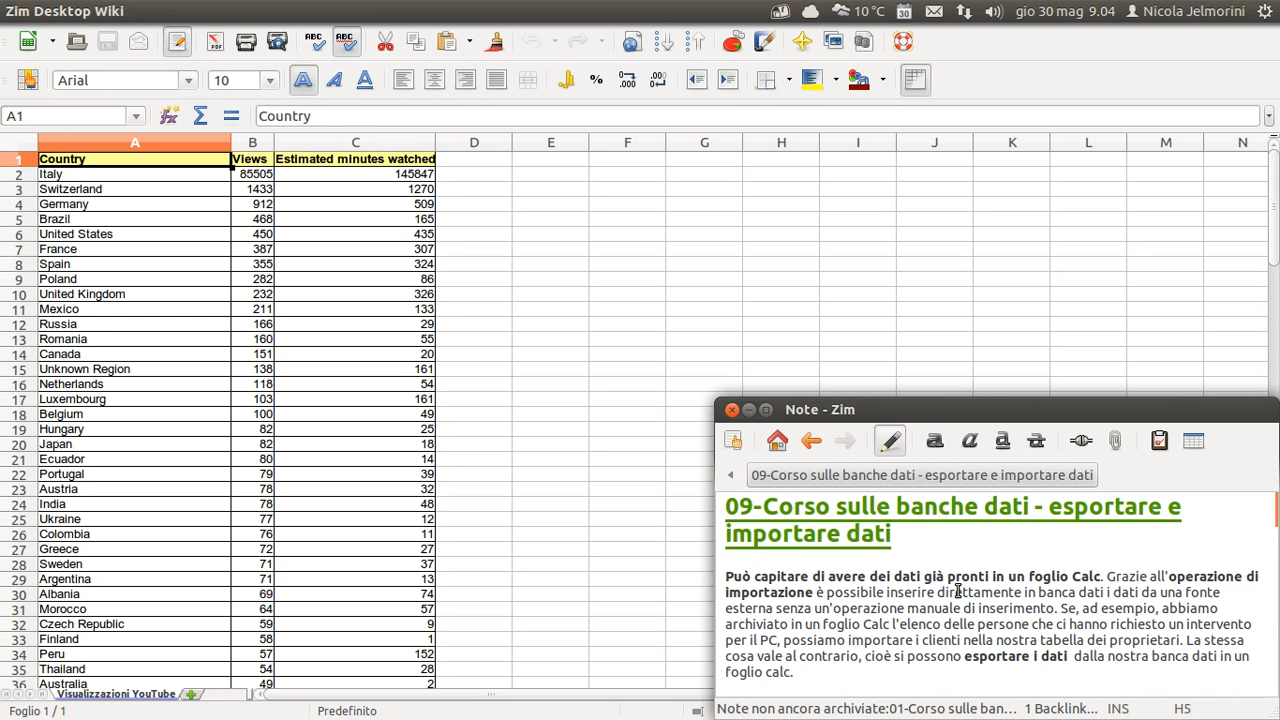 Zim Desktop Wiki
10 °C
30
gio 30 mag 9.04
Nicola Jelmorini
Arial
10
A1
Country
A B C D E F G H I J K L M N
1 Country Views Estimated minutes watched
2 Italy 85505 145847
3 Switzerland 1433 1270
4 Germany 912 509
5 Brazil 468 165
6 United States 450 435
7 France 387 307
8 Spain 355 324
9 Poland 282 86
10 United Kingdom 232 326
11 Mexico 211 133
12 Russia 166 29
13 Romania 160 55
14 Canada 151 20
15 Unknown Region 138 161
16 Netherlands 118 54
17 Luxembourg 103 161
18 Belgium 100 49
19 Hungary 82 25
20 Japan 82 18
21 Ecuador 80 14
22 Portugal 79 39
23 Austria 78 32
24 India 78 48
25 Ukraine 77 12
26 Colombia 76 11
27 Greece 72 27
28 Sweden 71 37
29 Argentina 71 13
30 Albania 69 74
31 Morocco 64 57
32 Czech Republic 59 9
33 Finland 58 1
34 Peru 57 152
35 Thailand 54 28
36 Australia 49 2
Visualizzazioni YouTube
Foglio 1 / 1
Predefinito
Note - Zim
09-Corso sulle banche dati - esportare e importare dati
09-Corso sulle banche dati - esportare e
importare dati
Può capitare di avere dei dati già pronti in un foglio Calc. Grazie all'operazione di
importazione è possibile inserire direttamente in banca dati i dati da una fonte
esterna senza un'operazione manuale di inserimento. Se, ad esempio, abbiamo
archiviato in un foglio Calc l'elenco delle persone che ci hanno richiesto un intervento
per il PC, possiamo importare i clienti nella nostra tabella dei proprietari. La stessa
cosa vale al contrario, cioè si possono esportare i dati dalla nostra banca dati in un
foglio calc.
Note non ancora archiviate:01-Corso sulle ban...
1 Backlink...
INS
H5